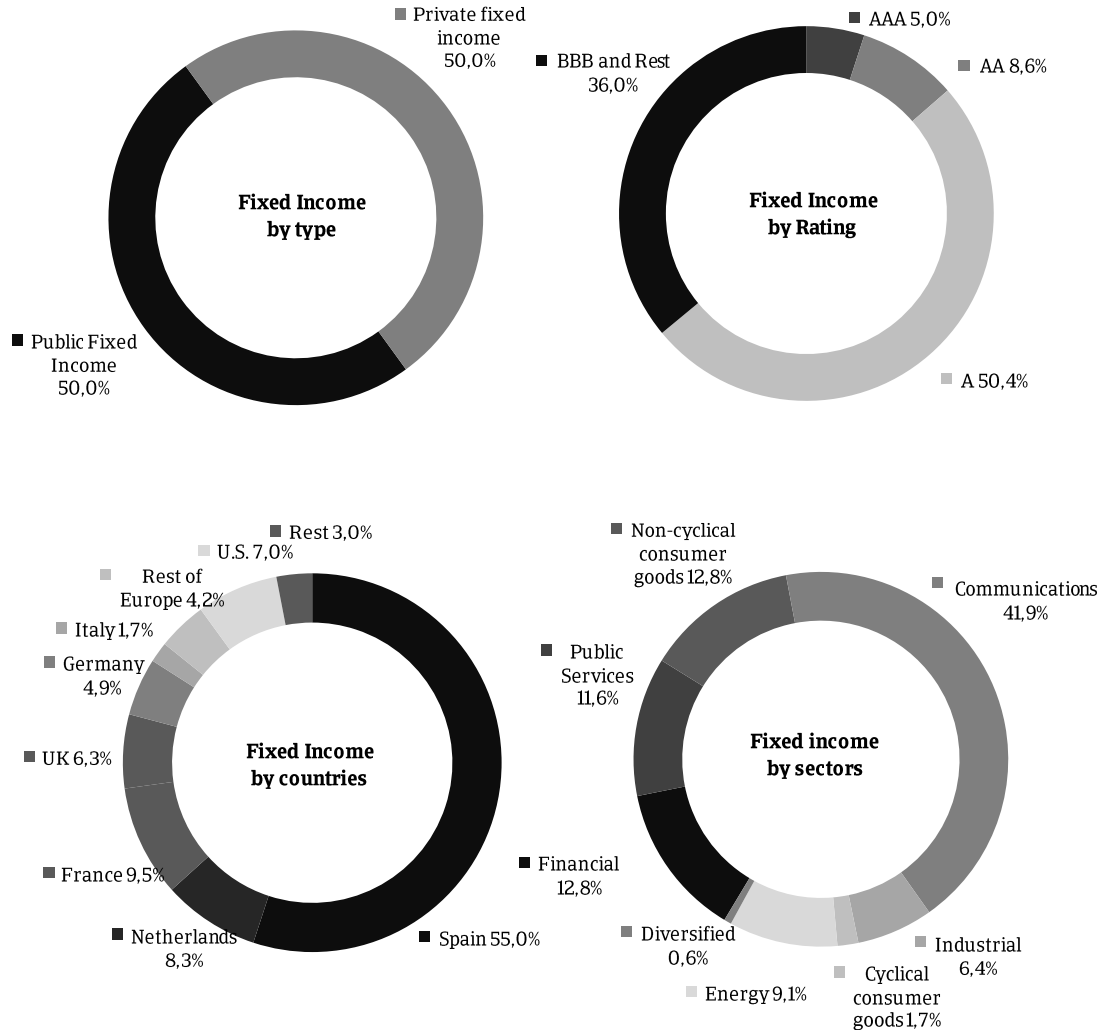 Private fixed
income
50,0%
Fixed Income
by type
Public Fixed
Income
50,0%
AAA 5,0%
BBB and Rest
36,0%
AA 8,6%
Fixed Income
by Rating
A 50,4%
Rest 3,0%
U.S. 7,0%
Rest of
Europe 4,2%
Italy 1,7%
Germany
4,9%
UK 6,3%
Fixed Income
by countries
France 9,5%
Netherlands
8,3%
Spain 55,0%
Non-cyclical
consumer
goods 12,8%
Communications
41,9%
Public
Services
11,6%
Fixed income
by sectors
Financial
12,8%
Diversified
0,6%
Energy 9,1%
Industrial
6,4%
Cyclical
consumer
goods 1,7%